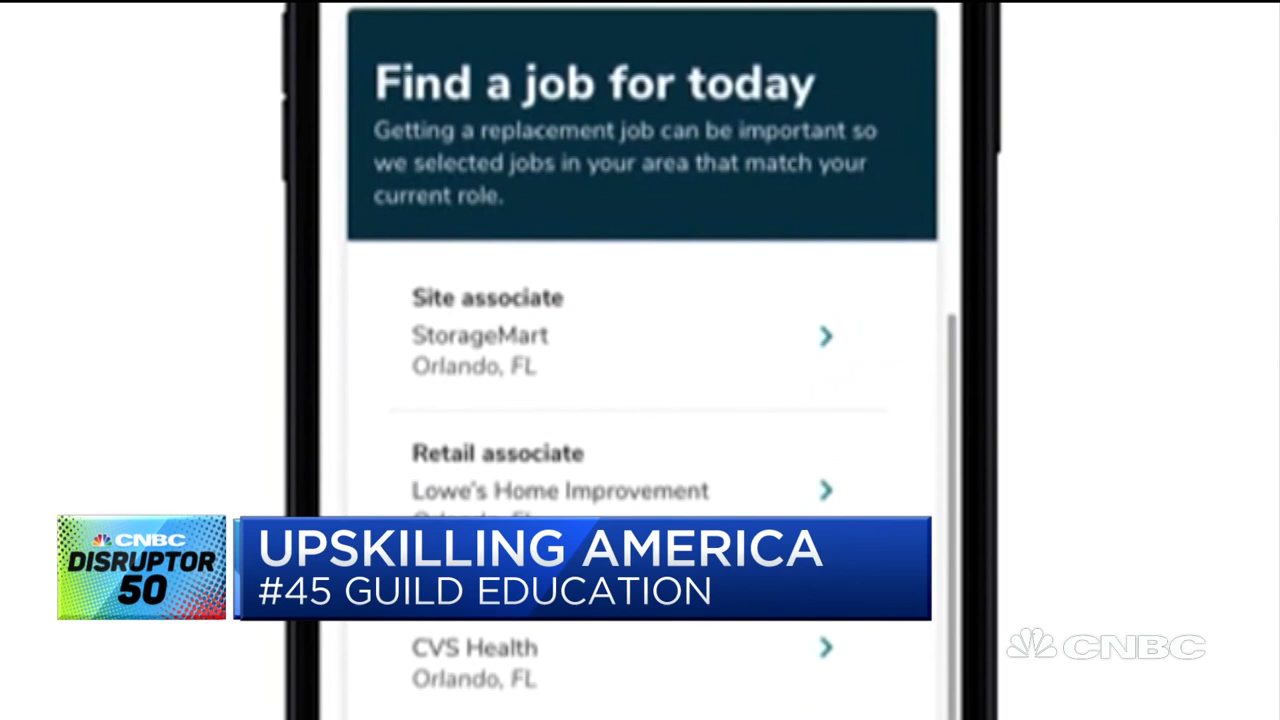 Find a job for today
Getting a replacement job can be important so
we selected jobs in your area that match your
current role.
Site associate
StorageMart
Orlando, FL
Retail associate
Lowe's Home Improvement
CNBC
DISRUPTOR
50
UPSKILLING AMERICA
#45 GUILD EDUCATION
CVS Health
Orlando, FL
CNBC